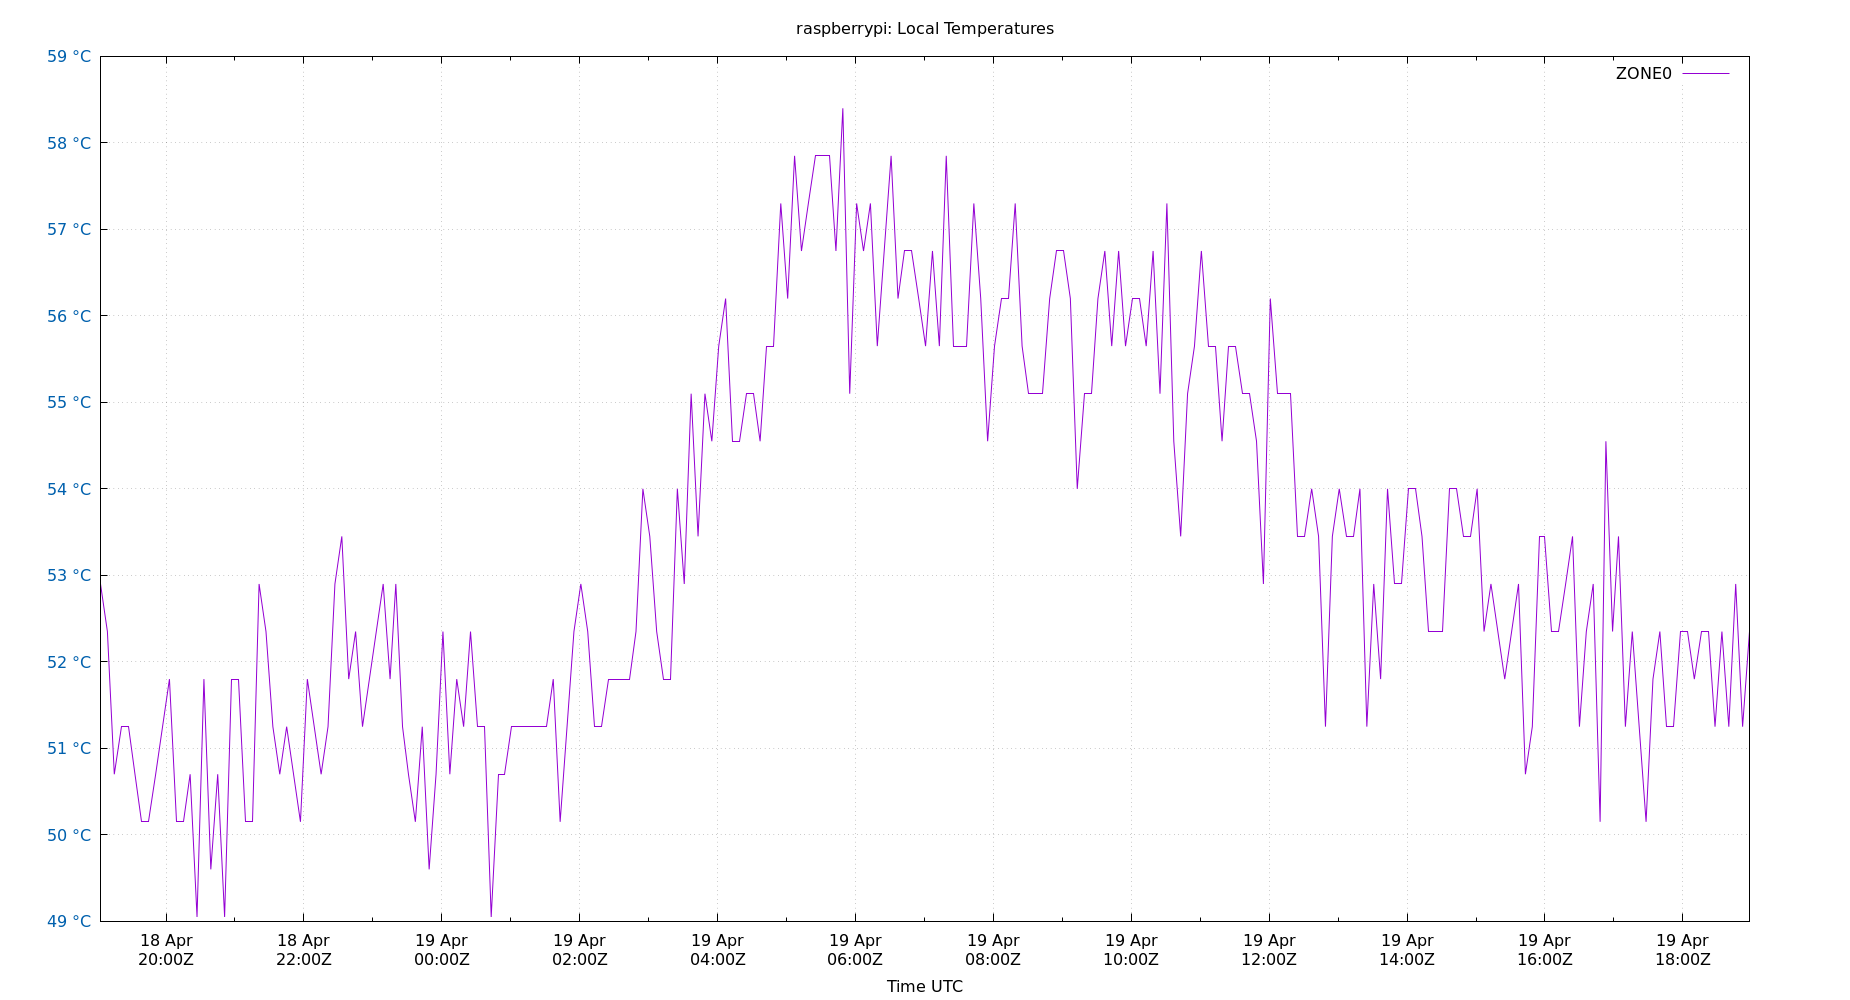 raspberrypi: Local Temperatures
ZONE0
59 °C
58 °C
57 °C
56 °C
55 °C
54 °C
53 °C
52 °C
51 °C
50 °C
49 °C
18 Apr 18 Apr 19 Apr 19 Apr 19 Apr 19 Apr 19 Apr 19 Apr 19 Apr 19 Apr 19 Apr 19 Apr
20:00Z 22:00Z 00:00Z 02:00Z 04:00Z 06:00Z 08:00Z 10:00Z 12:00Z 14:00Z 16:00Z 18:00Z
Time UTC